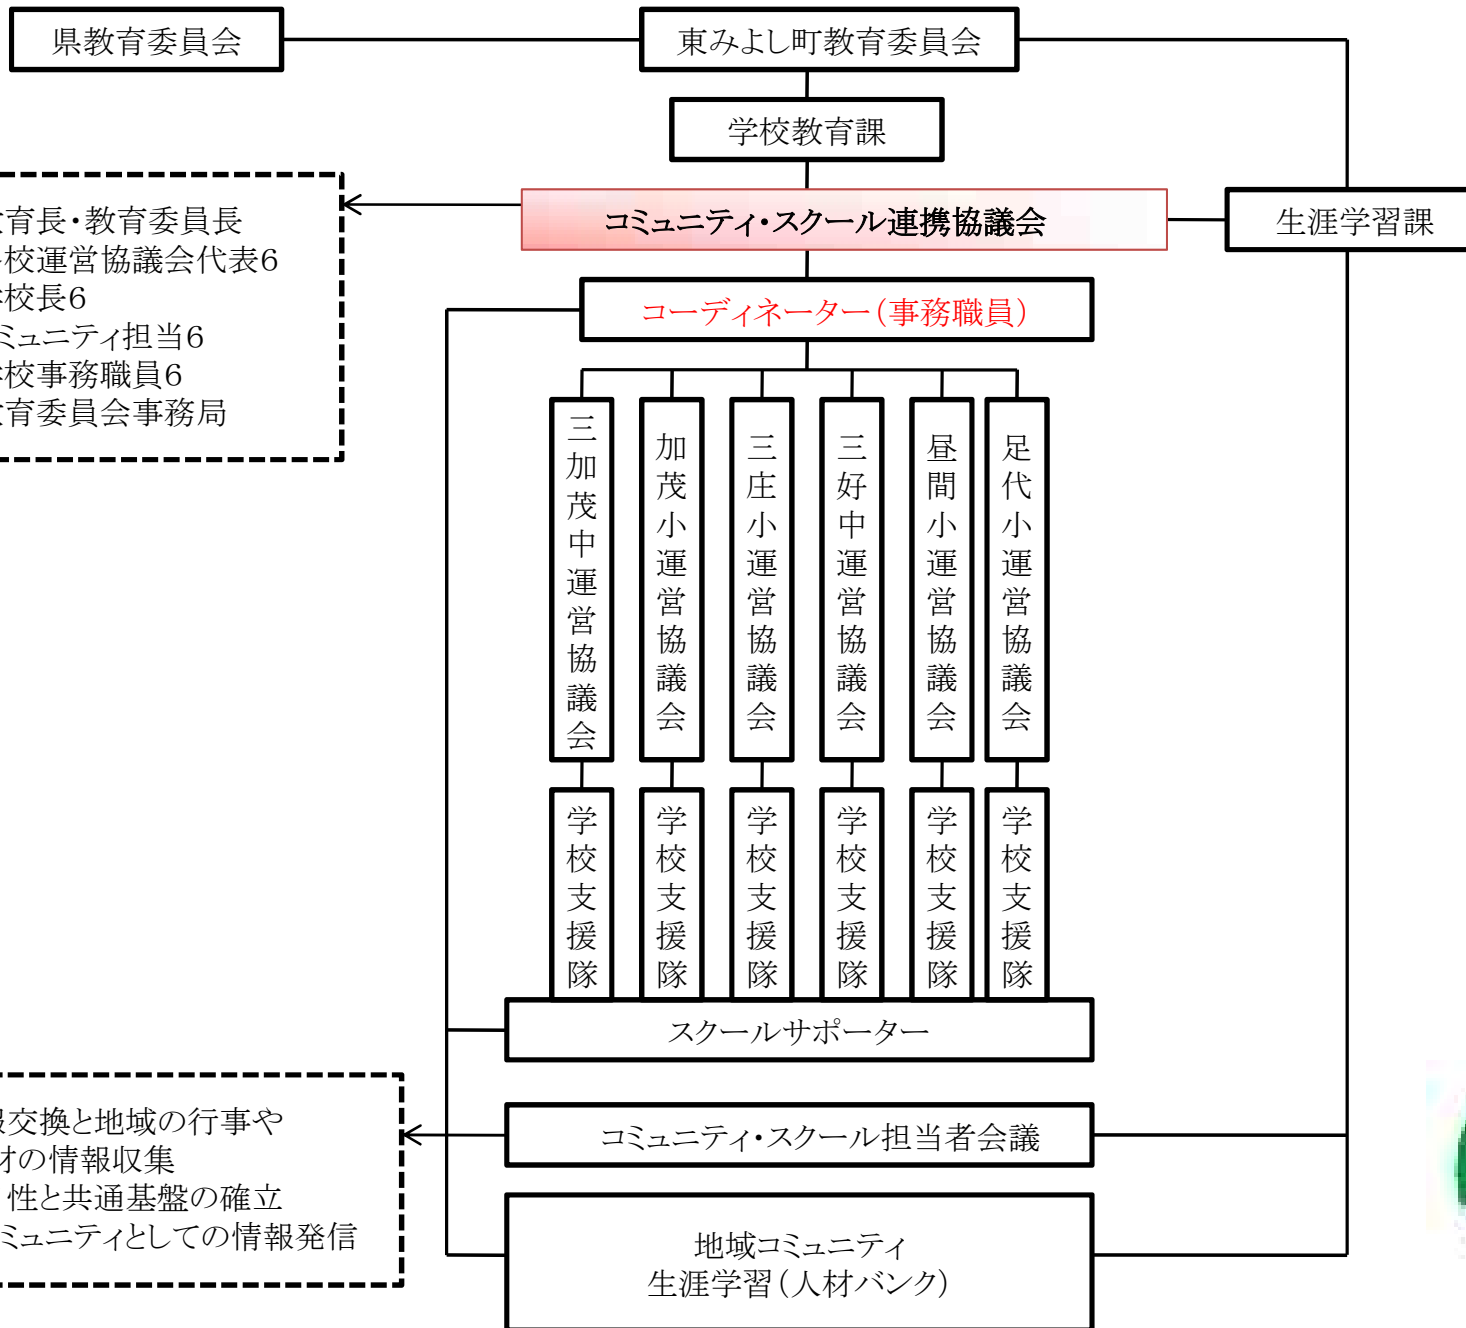 県教育委員会
東みよし町教育委員会
学校教育課
育長・教育委員長
校運営協議会代表6
校長6
ミュニティ担当6
校事務職員6
育委員会事務局
コミュニティ・スクール連携協議会
生涯学習課
コーディネーター(事務職員)
三加茂中運営協議会
加茂小運営協議会
三庄小運営協議会
三好中運営協議会
昼間小運営協議会
足代小運営協議会
学校支援隊
学校支援隊
学校支援隊
学校支援隊
学校支援隊
学校支援隊
スクールサポーター
交換と地域の行事や
材の情報収集
性と共通基盤の確立
ミュニティとしての情報発信
コミュニティ・スクール担当者会議
地域コミュニティ
生涯学習(人材バンク)